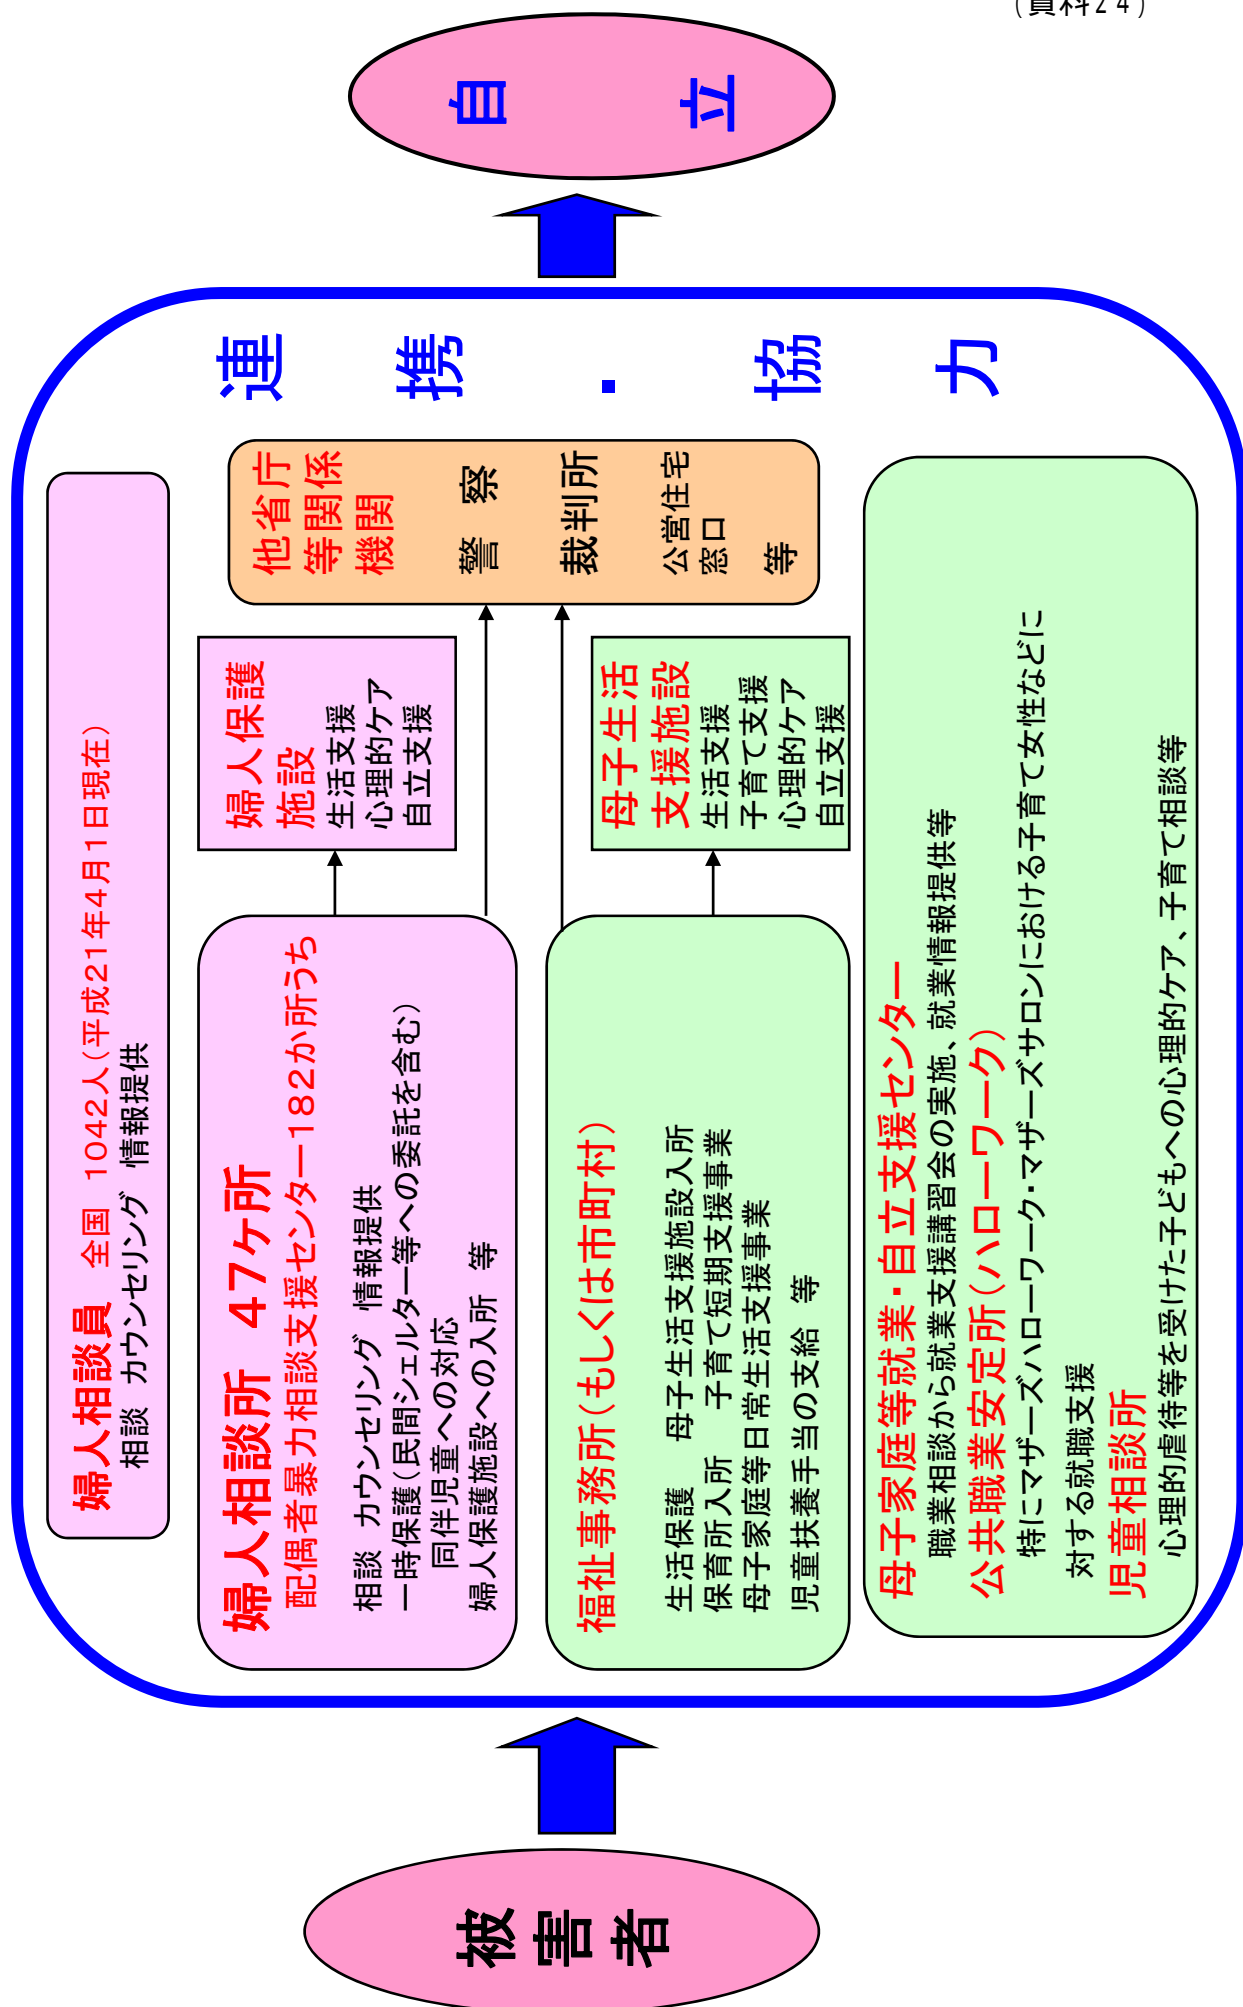 (資料24)
被害者
婦人相談員 全国 1042人(平成21年4月1日現在)
相談 カウンセリング 情報提供
婦人相談所 47ヶ所
配偶者暴力相談支援センター182か所うち
相談 カウンセリング 情報提供
一時保護(民間シェルター等への委託を含む)
同伴児童への対応
婦人保護施設への入所 等
婦人保護
施設
生活支援
心理的ケア
自立支援
福祉事務所(もしくは市町村)
生活保護 母子生活支援施設入所
保育所入所 子育て短期支援事業
母子家庭等日常生活支援事業
児童扶養手当の支給 等
母子生活
支援施設
生活支援
子育て支援
心理的ケア
自立支援
他省庁
等関係
機関
警察
裁判所
公営住宅
窓口
等
母子家庭等就業・自立支援センター
職業相談から就業支援講習会の実施、就業情報提供等
公共職業安定所(ハローワーク)
特にマザーズハローワーク・マザーズサロンにおける子育て女性などに
対する就職支援
児童相談所
心理的虐待等を受けた子どもへの心理的ケア、子育て相談等
連携・協力
自立